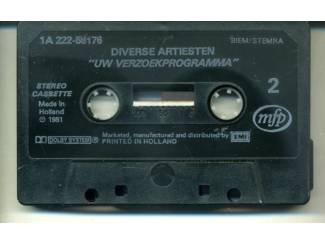 1A 222-58176
BIEM/STEMRA
DIVERSE ARTIESTEN
"UW VERZOEKPROGRAMMA"
STEREO
CASSETTE
2
Made in
Holland
℗ 1981
mfp
DOLBY SYSTEM
Marketed, manufactured and distributed by EMI
PRINTED IN HOLLAND